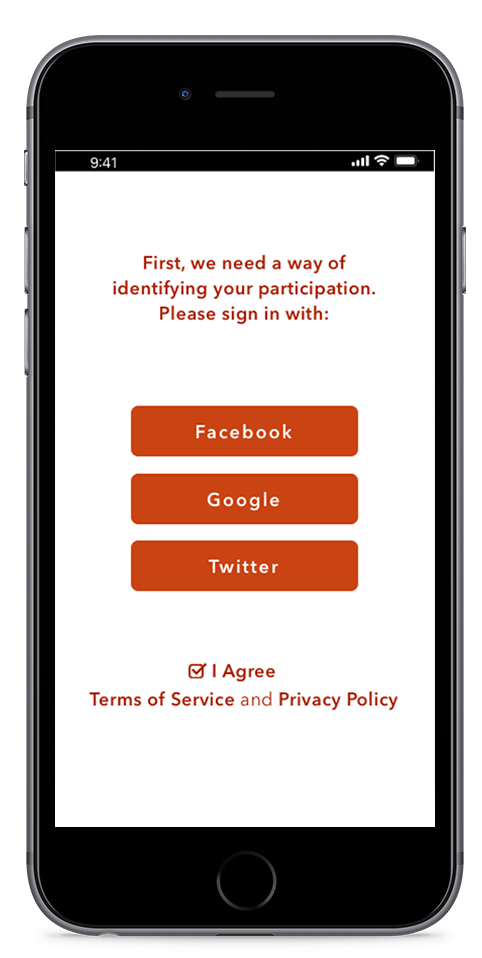 9:41
First, we need a way of
identifying your participation.
Please sign in with:
Facebook
Google
Twitter
I Agree
Terms of Service and Privacy Policy